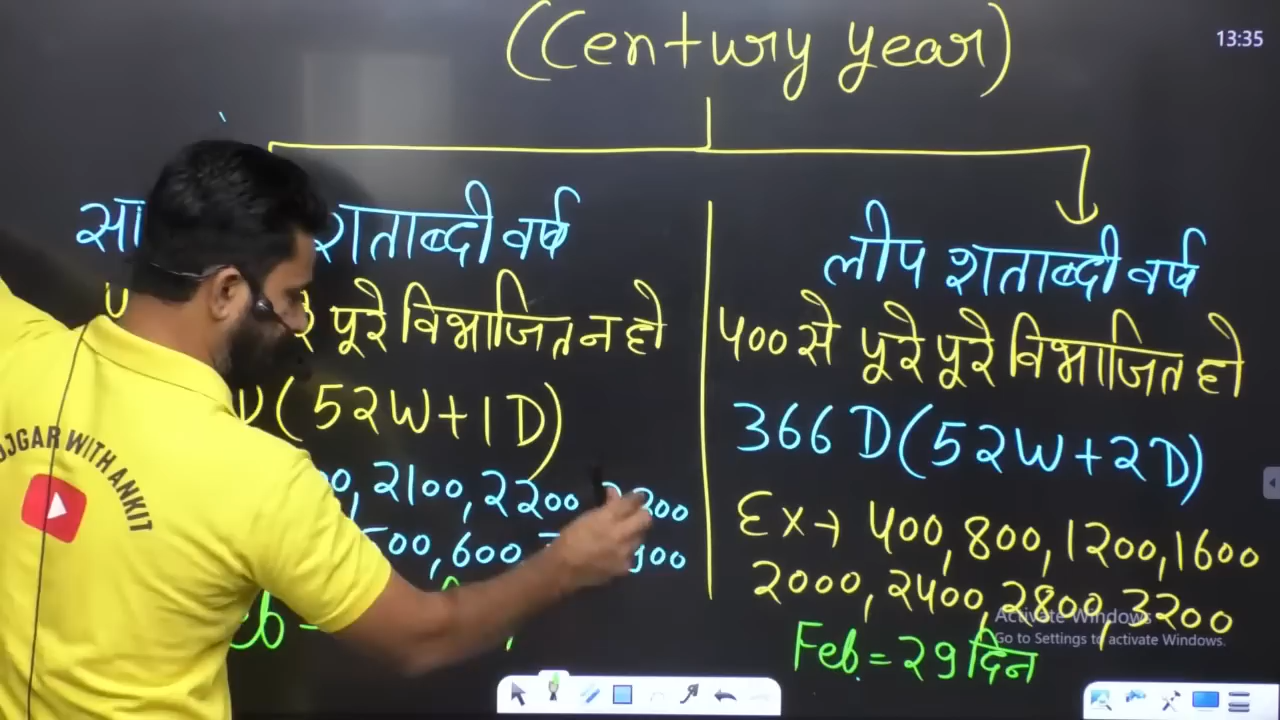 (Century year)
13:35
शताब्दी वर्ष
लीप शताब्दी वर्ष
पूरे विभाजित न हो
400 से पूरे पूरे विभाजित हो
(52W+1D)
366 D (52W+2D)
, 2100, 2200
Ex → 400, 800, 1200, 1600
, 600
2000, 2400, 2800, 3200
Feb = 29 दिन
Activate Windows
Go to Settings to activate Windows.
UJGAR WITH ANKIT